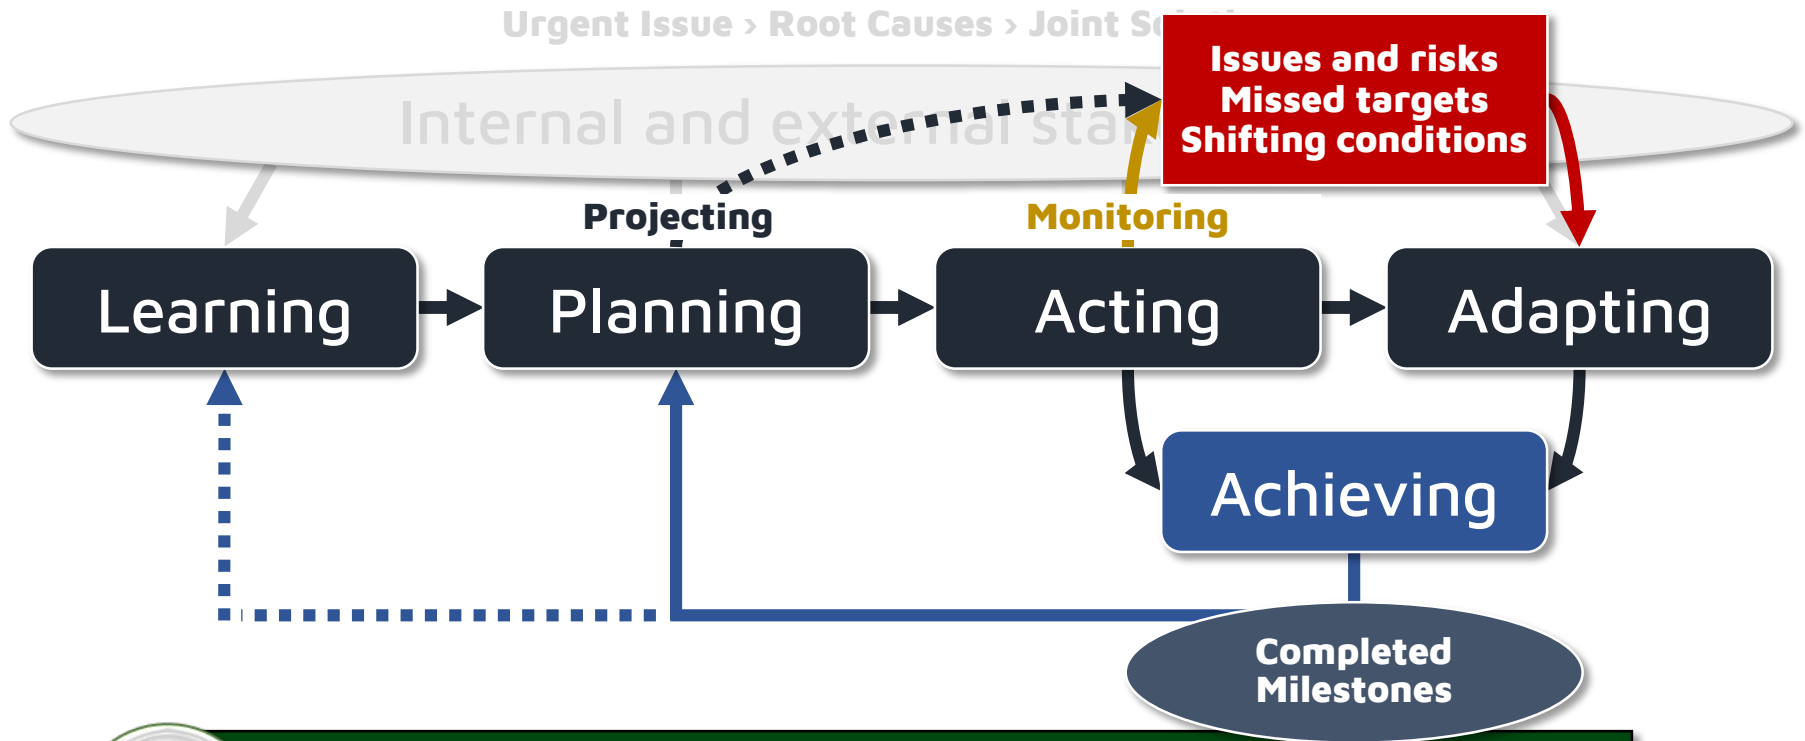 Urgent Issue › Root Causes › Joint
Internal and external
Issues and risks
Missed targets
Shifting conditions
Projecting
Monitoring
Learning
Planning
Acting
Adapting
Achieving
Completed
Milestones